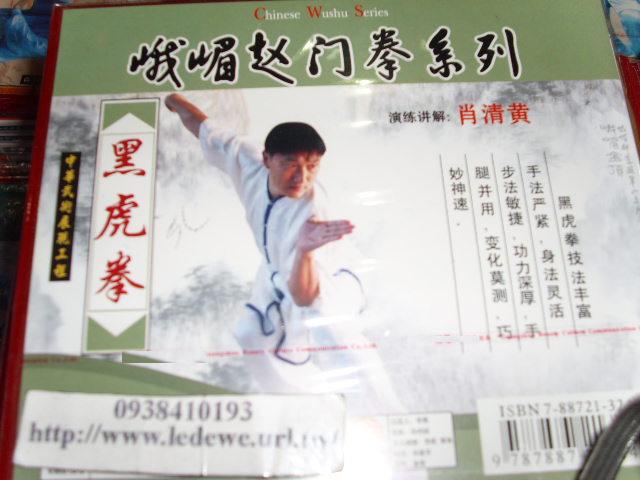 Chinese Wushu Series
峨嵋赵门拳系列
演练讲解: 肖清黄
黑虎拳
中华武术展现工程
黑虎拳技法丰富
手法严紧．身法灵活
步法敏捷．功力深厚．手
腿并用．变化莫测．巧
妙神速．
0938410193
http://www.ledewe.url.tw/
ISBN 7-88721-3
9 787887